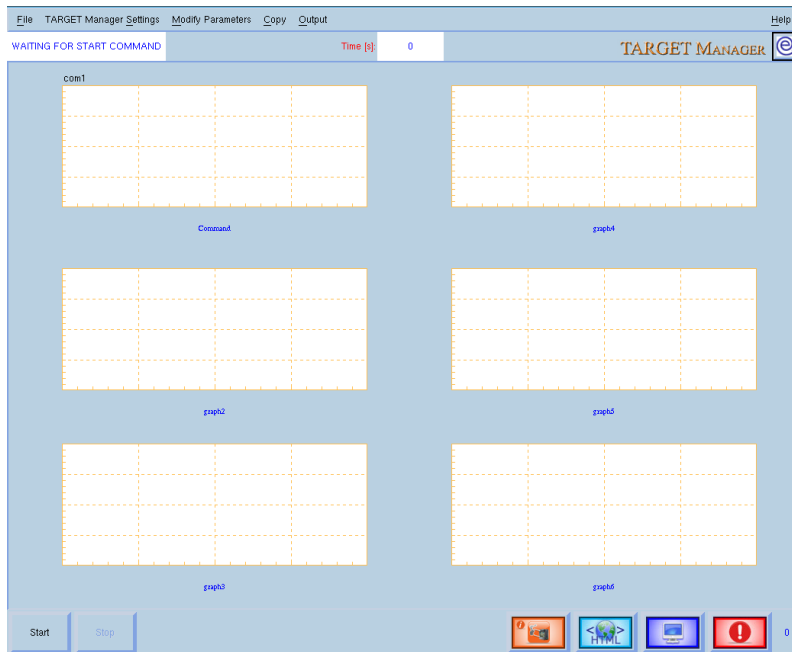 File TARGET Manager Settings Modify Parameters Copy Output Help
WAITING FOR START COMMAND Time [s]: 0 TARGET MANAGER e
com1
Command graph4
graph2 graph5
graph3 graph6
Start Stop i <HTML> ! 0